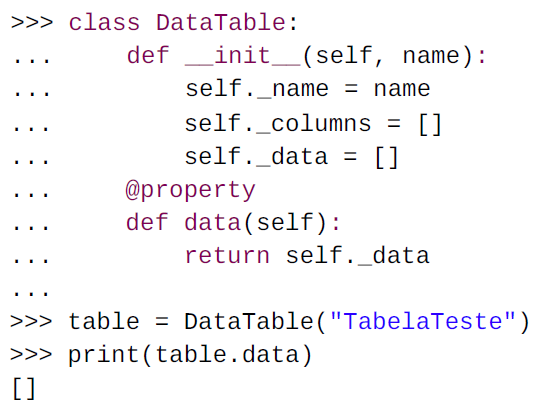 >>> class DataTable:
...     def __init__(self, name):
...         self._name = name
...         self._columns = []
...         self._data = []
...     @property
...     def data(self):
...         return self._data
...
>>> table = DataTable("TabelaTeste")
>>> print(table.data)
[]